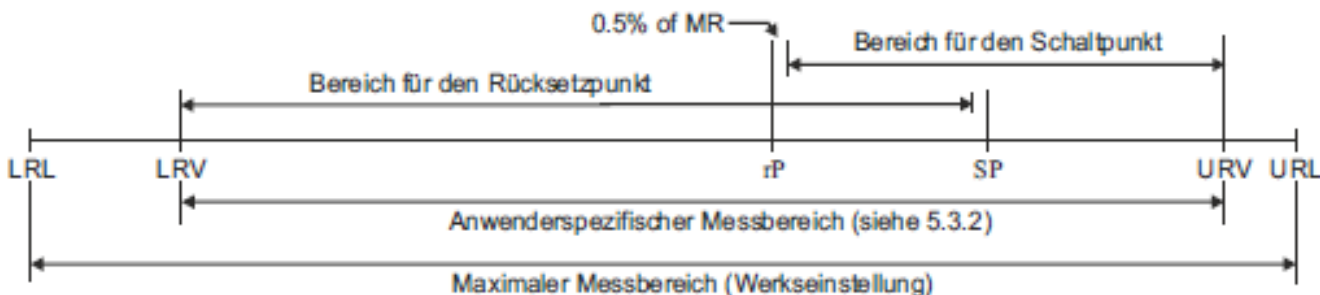 0.5% of MR
Bereich für den Schaltpunkt
Bereich für den Rücksetzpunkt
LRL LRV rP SP URV URL
Anwenderspezifischer Messbereich (siehe 5.3.2)
Maximaler Messbereich (Werkseinstellung)